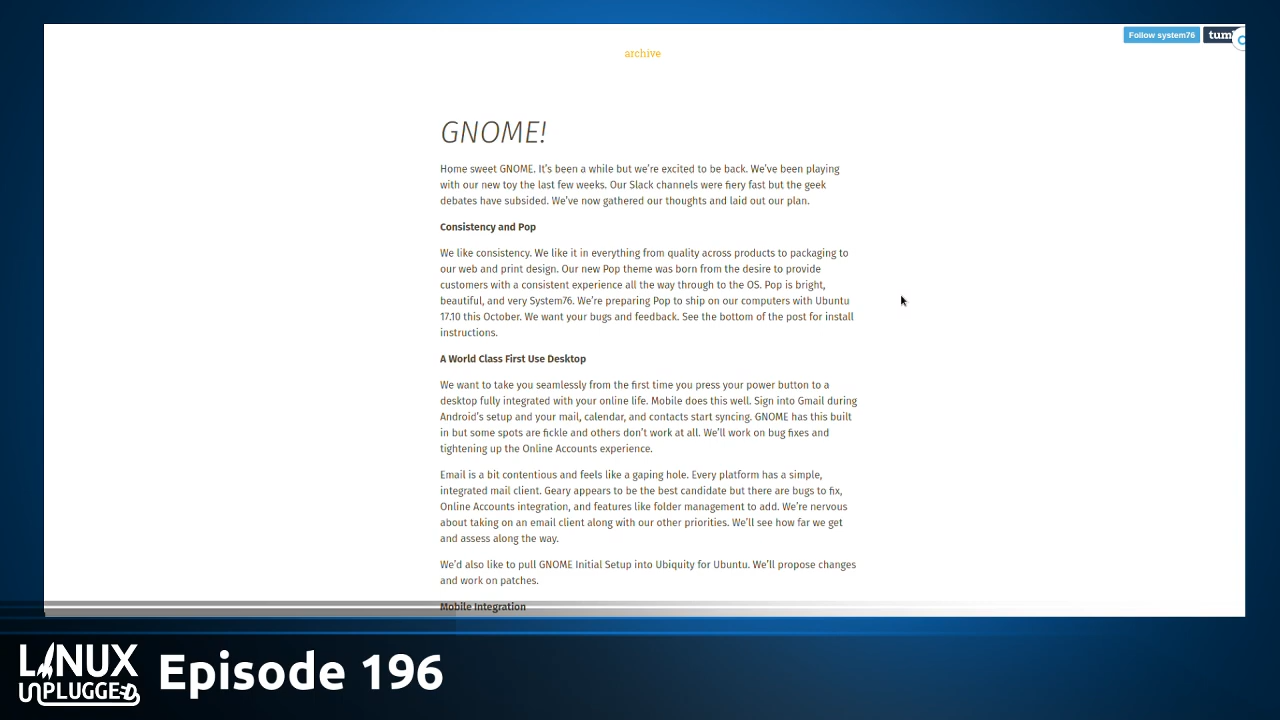 Follow system76
archive
GNOME!
Home sweet GNOME. It's been a while but we're excited to be back. We've been playing
with our new toy the last few weeks. Our Slack channels were fiery fast but the geek
debates have subsided. We've now gathered our thoughts and laid out our plan.
Consistency and Pop
We like consistency. We like it in everything from quality across products to packaging to
our web and print design. Our new Pop theme was born from the desire to provide
customers with a consistent experience all the way through to the OS. Pop is bright,
beautiful, and very System76. We're preparing Pop to ship on our computers with Ubuntu
17.10 this October. We want your bugs and feedback. See the bottom of the post for install
instructions.
A World Class First Use Desktop
We want to take you seamlessly from the first time you press your power button to a
desktop fully integrated with your online life. Mobile does this well. Sign into Gmail during
Android's setup and your mail, calendar, and contacts start syncing. GNOME has this built
in but some spots are fickle and others don't work at all. We'll work on bug fixes and
tightening up the Online Accounts experience.
Email is a bit contentious and feels like a gaping hole. Every platform has a simple,
integrated mail client. Geary appears to be the best candidate but there are bugs to fix,
Online Accounts integration, and features like folder management to add. We're nervous
about taking on an email client along with our other priorities. We'll see how far we get
and assess along the way.
We'd also like to pull GNOME Initial Setup into Ubiquity for Ubuntu. We'll propose changes
and work on patches.
Mobile Integration
LINUX
UNPLUGGED
Episode 196